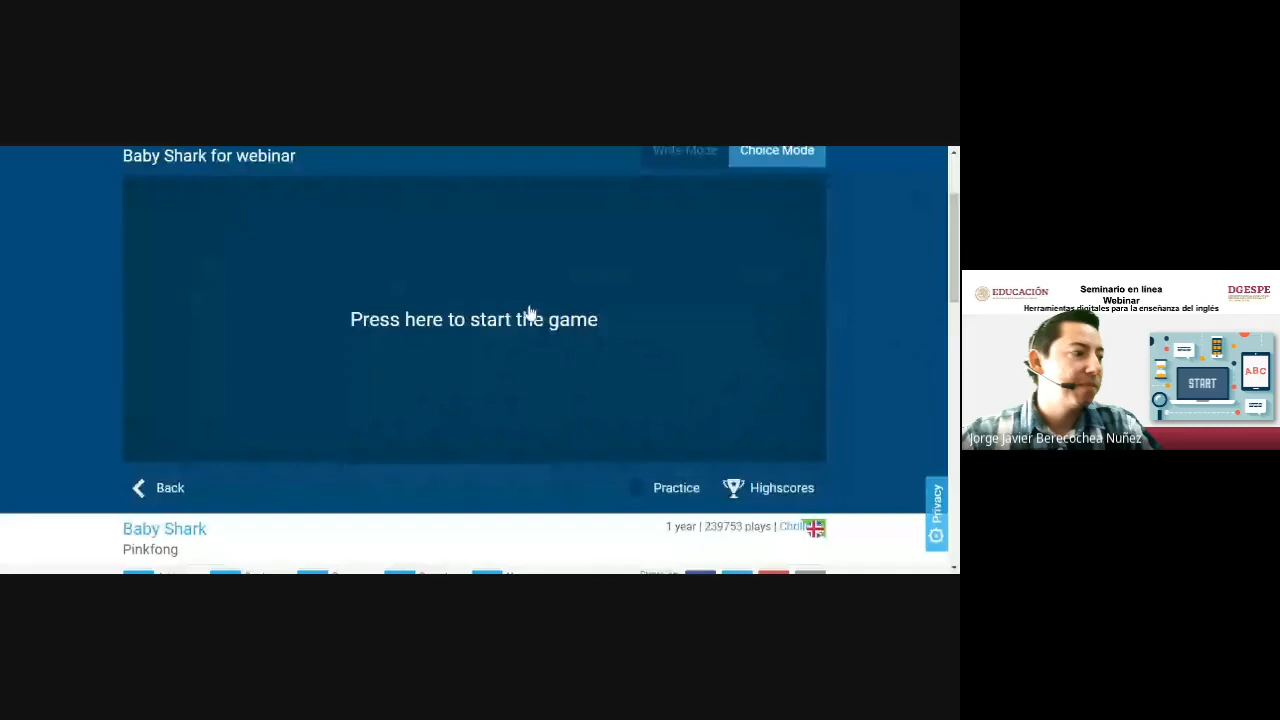 Baby Shark for webinar
Write Mode
Choice Mode
Press here to start the game
Back
Practice
Highscores
Privacy
Baby Shark
1 year | 239753 plays |
Pinkfong
EDUCACIÓN
Seminario en línea
Webinar
Herramientas digitales para la enseñanza del inglés
DGESPE
START
ABC
Jorge Javier Berecochea Nuñez